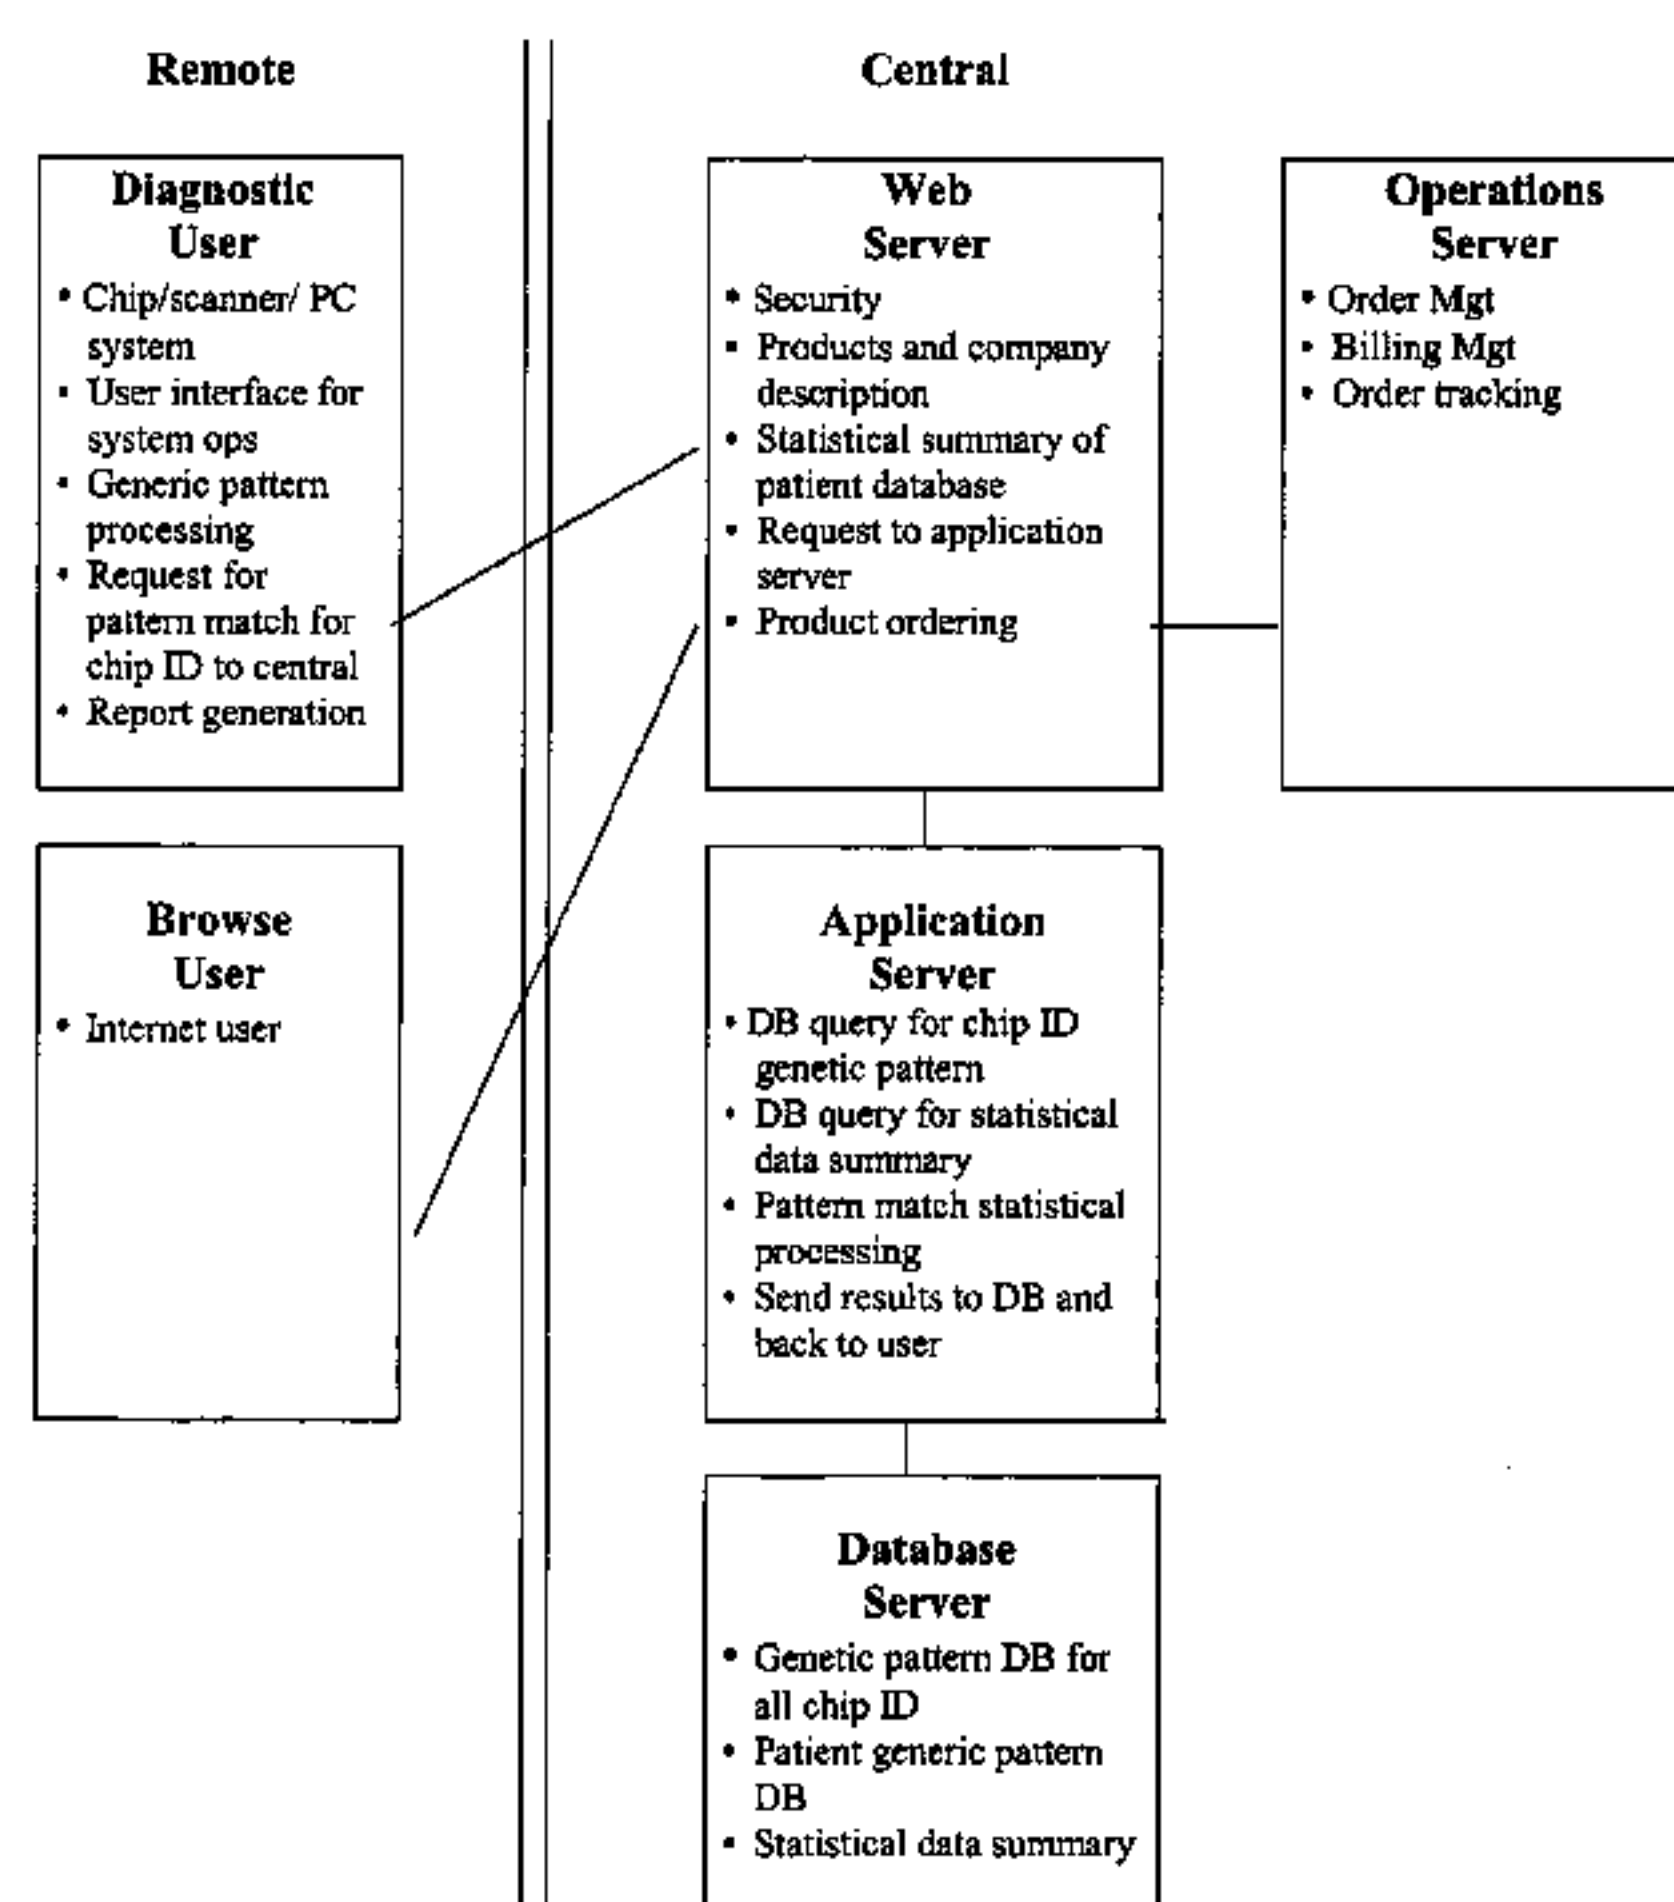 Remote
Central
Diagnostic
User
• Chip/scanner/ PC
system
• User interface for
system ops
• Generic pattern
processing
• Request for
pattern match for
chip ID to central
• Report generation
Web
Server
• Security
• Products and company
description
• Statistical summary of
patient database
• Request to application
server
• Product ordering
Operations
Server
• Order Mgt
• Billing Mgt
• Order tracking
Browse
User
• Internet user
Application
Server
• DB query for chip ID
genetic pattern
• DB query for statistical
data summary
• Pattern match statistical
processing
• Send results to DB and
back to user
Database
Server
• Genetic pattern DB for
all chip ID
• Patient generic pattern
DB
• Statistical data summary